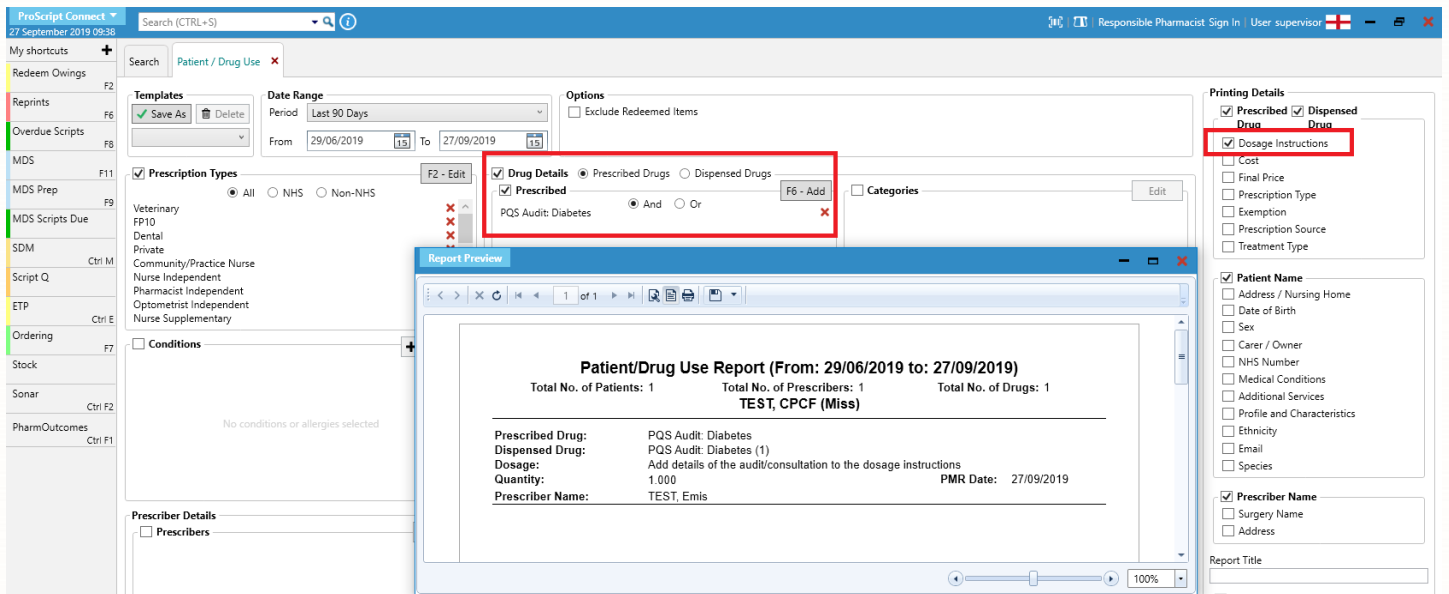 ProScript Connect
27 September 2019 09:38
Search (CTRL+S)
Responsible Pharmacist Sign In | User supervisor
My shortcuts
Redeem Owings
F2
Reprints
F6
Overdue Scripts
F8
MDS
F11
MDS Prep
F9
MDS Scripts Due
SDM
Ctrl M
Script Q
ETP
Ctrl E
Ordering
F7
Stock
Sonar
Ctrl F2
PharmOutcomes
Ctrl F1
Search
Patient / Drug Use
Templates
Save As
Delete
Date Range
Period
Last 90 Days
From
29/06/2019
15
To
27/09/2019
15
Options
Exclude Redeemed Items
Prescription Types
F2 - Edit
All
NHS
Non-NHS
Veterinary
FP10
Dental
Private
Community/Practice Nurse
Nurse Independent
Pharmacist Independent
Optometrist Independent
Nurse Supplementary
Drug Details
Prescribed Drugs
Dispensed Drugs
Prescribed
F6 - Add
And
Or
PQS Audit: Diabetes
Categories
Edit
Conditions
No conditions or allergies selected
Prescriber Details
Prescribers
Report Preview
1 of 1
Patient/Drug Use Report (From: 29/06/2019 to: 27/09/2019)
Total No. of Patients: 1
Total No. of Prescribers: 1
Total No. of Drugs: 1
TEST, CPCF (Miss)
Prescribed Drug: PQS Audit: Diabetes
Dispensed Drug: PQS Audit: Diabetes (1)
Dosage: Add details of the audit/consultation to the dosage instructions
Quantity: 1.000 PMR Date: 27/09/2019
Prescriber Name: TEST, Emis
100%
Printing Details
Prescribed Drug
Dispensed Drug
Dosage Instructions
Cost
Final Price
Prescription Type
Exemption
Prescription Source
Treatment Type
Patient Name
Address / Nursing Home
Date of Birth
Sex
Carer / Owner
NHS Number
Medical Conditions
Additional Services
Profile and Characteristics
Ethnicity
Email
Species
Prescriber Name
Surgery Name
Address
Report Title